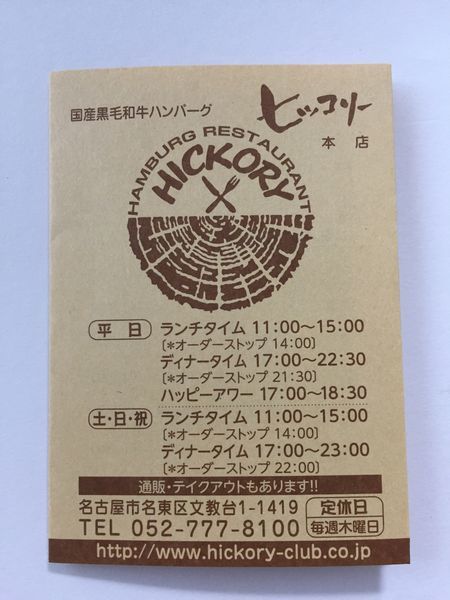 国産黒毛和牛ハンバーグ
ヒッコリー
本店
HAMBURG RESTAURANT
HICKORY
平日 ランチタイム 11:00〜15:00
[*オーダーストップ 14:00]
ディナータイム 17:00〜22:30
[*オーダーストップ 21:30]
ハッピーアワー 17:00〜18:30
土・日・祝 ランチタイム 11:00〜15:00
[*オーダーストップ 14:00]
ディナータイム 17:00〜23:00
[*オーダーストップ 22:00]
通販・テイクアウトもあります!!
名古屋市名東区文教台1-1419
TEL 052-777-8100
定休日
毎週木曜日
http://www.hickory-club.co.jp